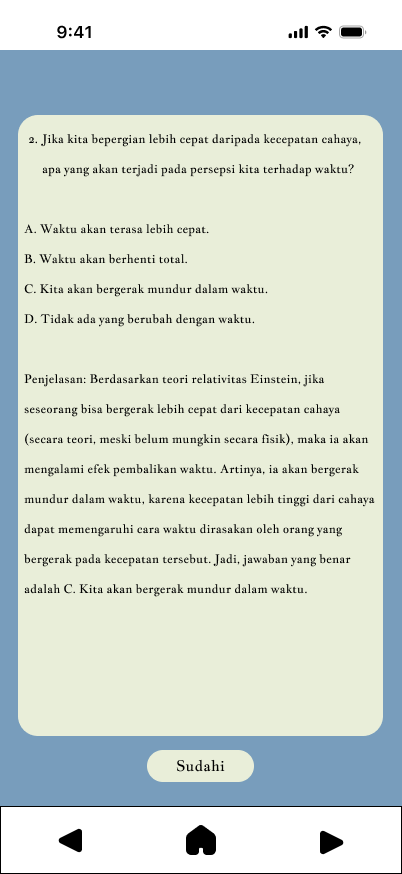 9:41
2. Jika kita bepergian lebih cepat daripada kecepatan cahaya,
apa yang akan terjadi pada persepsi kita terhadap waktu?
A. Waktu akan terasa lebih cepat.
B. Waktu akan berhenti total.
C. Kita akan bergerak mundur dalam waktu.
D. Tidak ada yang berubah dengan waktu.
Penjelasan: Berdasarkan teori relativitas Einstein, jika
seseorang bisa bergerak lebih cepat dari kecepatan cahaya
(secara teori, meski belum mungkin secara fisik), maka ia akan
mengalami efek pembalikan waktu. Artinya, ia akan bergerak
mundur dalam waktu, karena kecepatan lebih tinggi dari cahaya
dapat memengaruhi cara waktu dirasakan oleh orang yang
bergerak pada kecepatan tersebut. Jadi, jawaban yang benar
adalah C. Kita akan bergerak mundur dalam waktu.
Sudahi